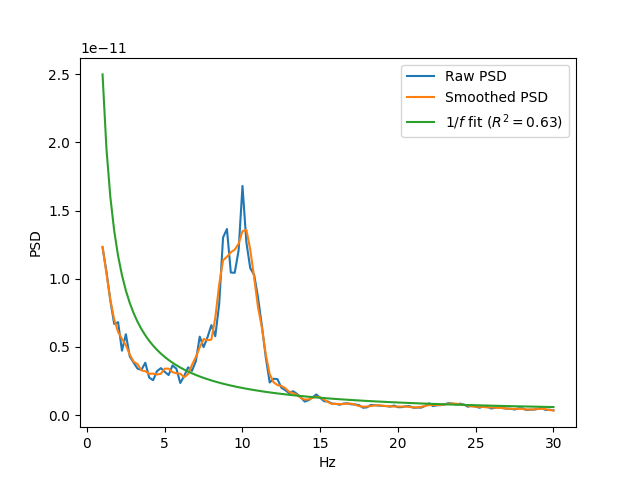 1e−11
2.5
2.0
1.5
1.0
0.5
0.0
PSD
Raw PSD
Smoothed PSD
1/f fit (R² = 0.63)
0 5 10 15 20 25 30
Hz